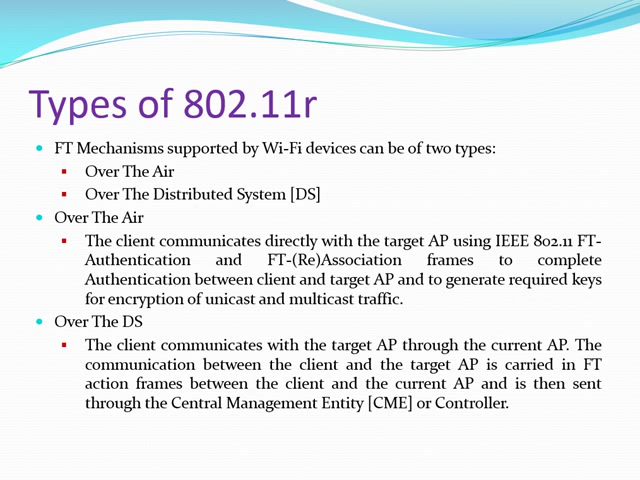 Types of 802.11r
• FT Mechanisms supported by Wi-Fi devices can be of two types:
▪ Over The Air
▪ Over The Distributed System [DS]
• Over The Air
▪ The client communicates directly with the target AP using IEEE 802.11 FT-
Authentication and FT-(Re)Association frames to complete
Authentication between client and target AP and to generate required keys
for encryption of unicast and multicast traffic.
• Over The DS
▪ The client communicates with the target AP through the current AP. The
communication between the client and the target AP is carried in FT
action frames between the client and the current AP and is then sent
through the Central Management Entity [CME] or Controller.